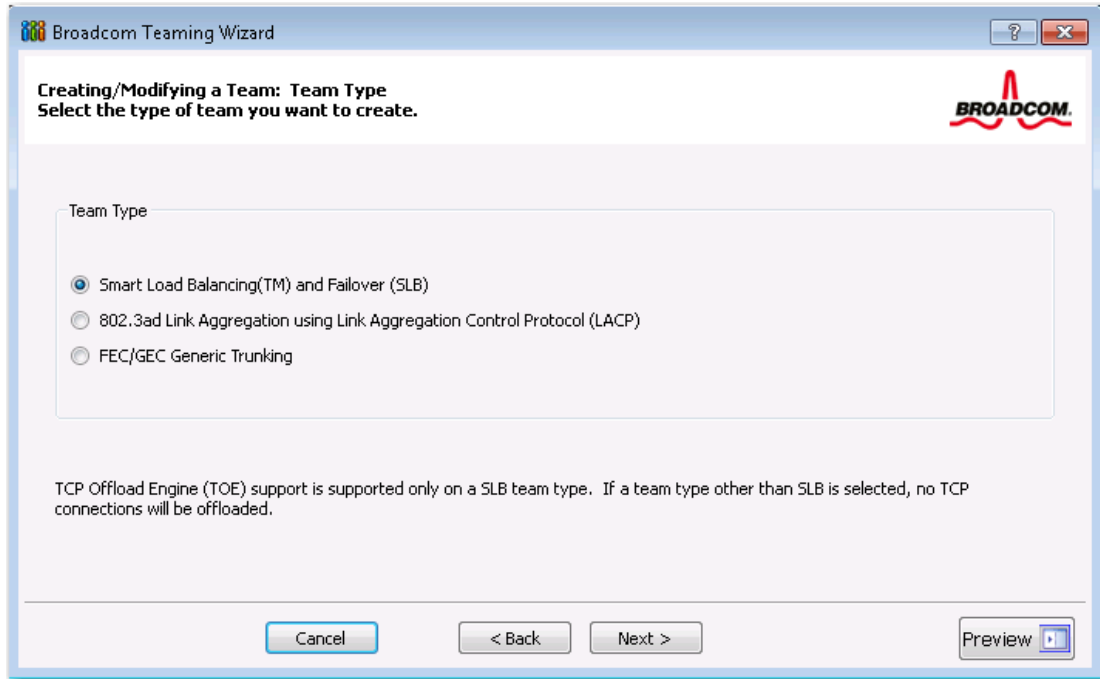 Broadcom Teaming Wizard
?
Creating/Modifying a Team: Team Type
Select the type of team you want to create.
BROADCOM.
Team Type
Smart Load Balancing(TM) and Failover (SLB)
802.3ad Link Aggregation using Link Aggregation Control Protocol (LACP)
FEC/GEC Generic Trunking
TCP Offload Engine (TOE) support is supported only on a SLB team type. If a team type other than SLB is selected, no TCP
connections will be offloaded.
Cancel
< Back
Next >
Preview